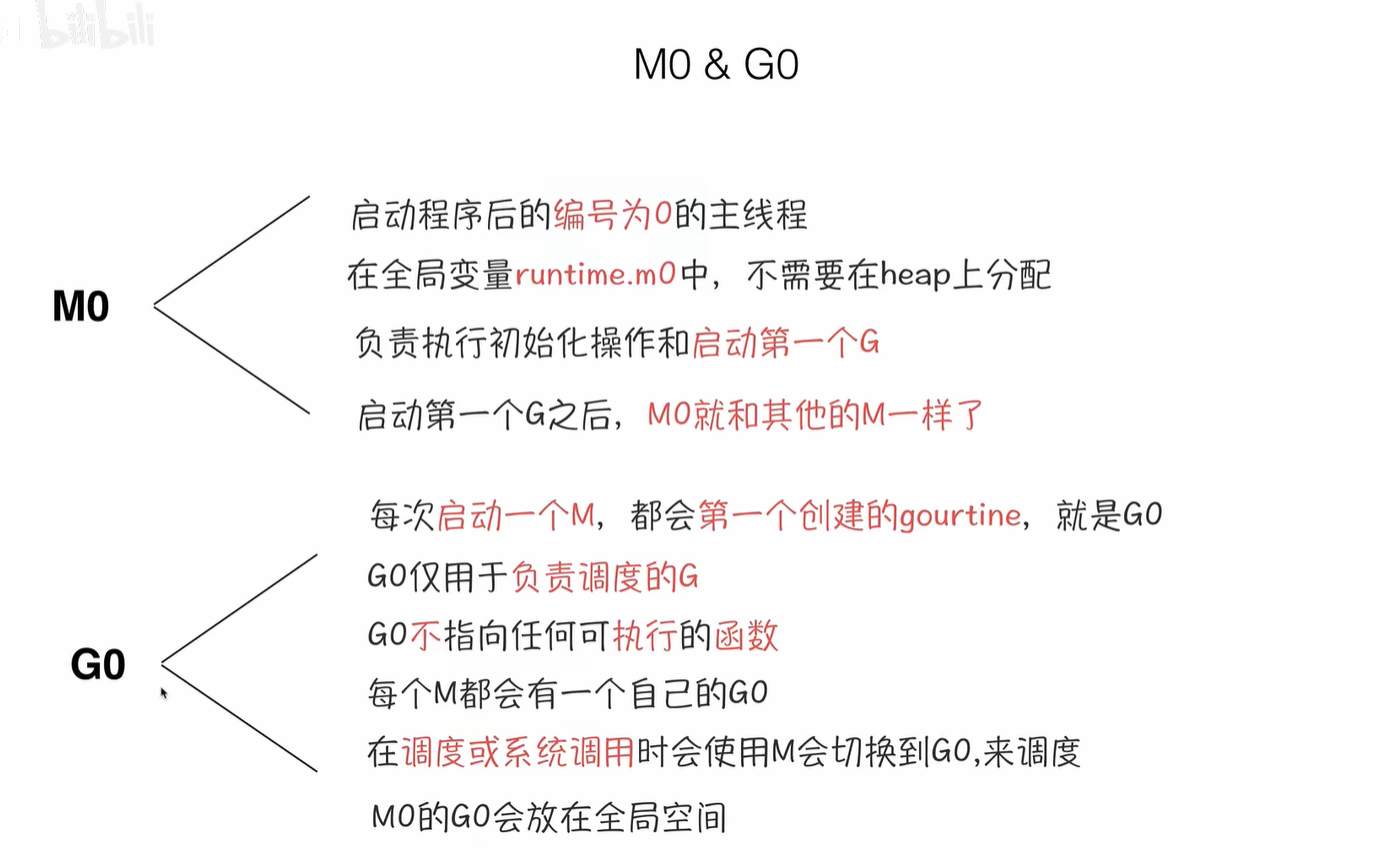 bilibili
M0 & G0
启动程序后的编号为0的主线程
在全局变量runtime.m0中，不需要在heap上分配
M0
负责执行初始化操作和启动第一个G
启动第一个G之后，M0就和其他的M一样了
每次启动一个M，都会第一个创建的gourtine，就是G0
G0仅用于负责调度的G
G0不指向任何可执行的函数
G0
每个M都会有一个自己的G0
在调度或系统调用时会使用M会切换到G0,来调度
M0的G0会放在全局空间